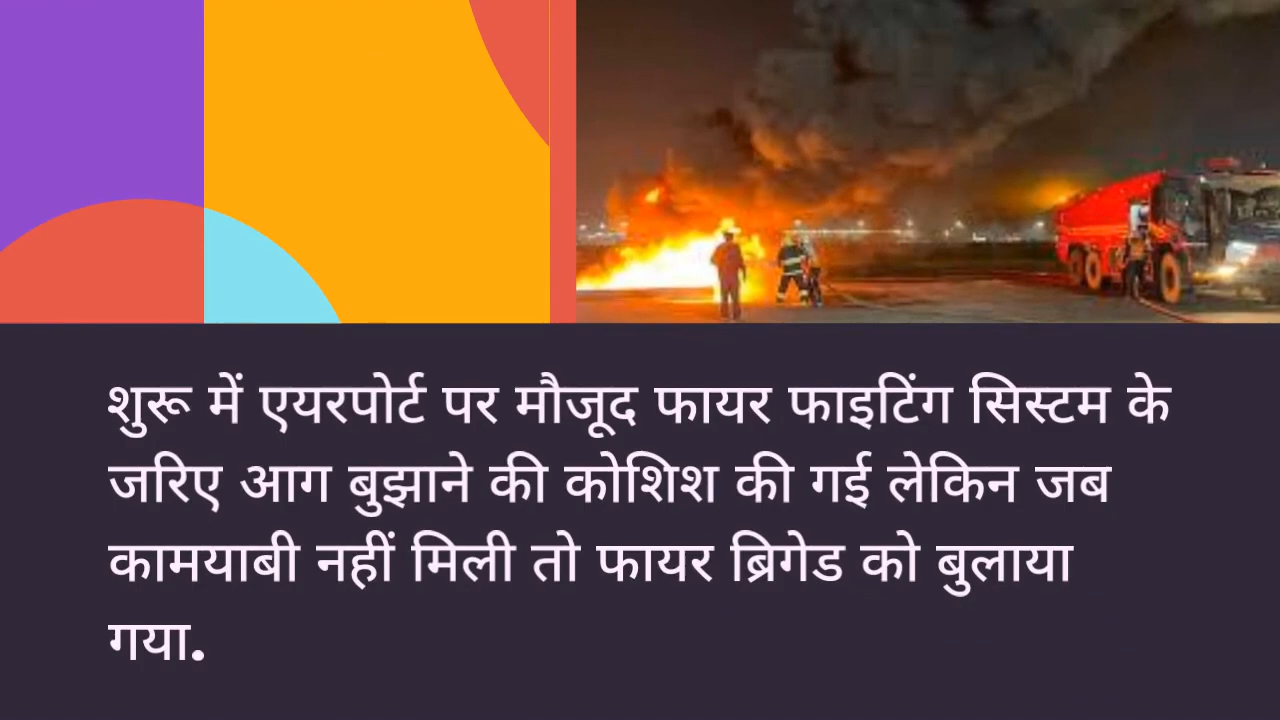 शुरू में एयरपोर्ट पर मौजूद फायर फाइटिंग सिस्टम के
जरिए आग बुझाने की कोशिश की गई लेकिन जब
कामयाबी नहीं मिली तो फायर ब्रिगेड को बुलाया
गया.